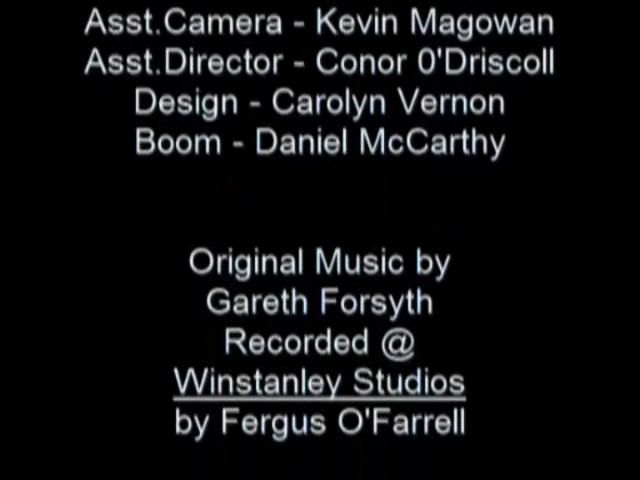 Asst.Camera - Kevin Magowan
Asst.Director - Conor 0'Driscoll
Design - Carolyn Vernon
Boom - Daniel McCarthy
Original Music by
Gareth Forsyth
Recorded @
Winstanley Studios
by Fergus O'Farrell